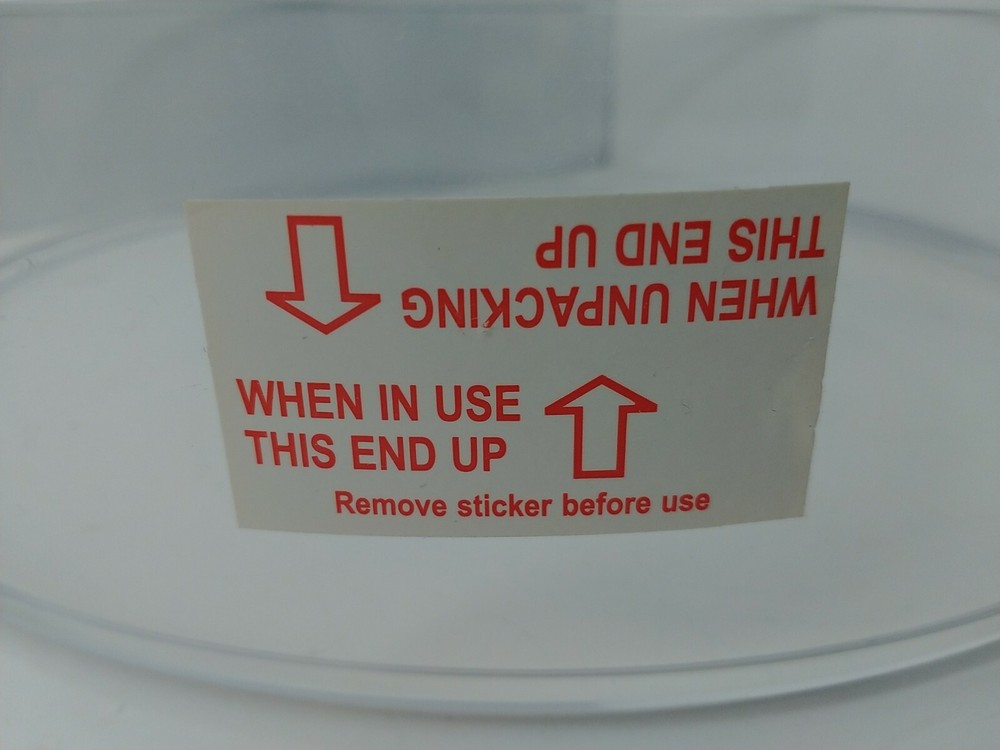 WHEN UNPACKING
THIS END UP
WHEN IN USE
THIS END UP
Remove sticker before use